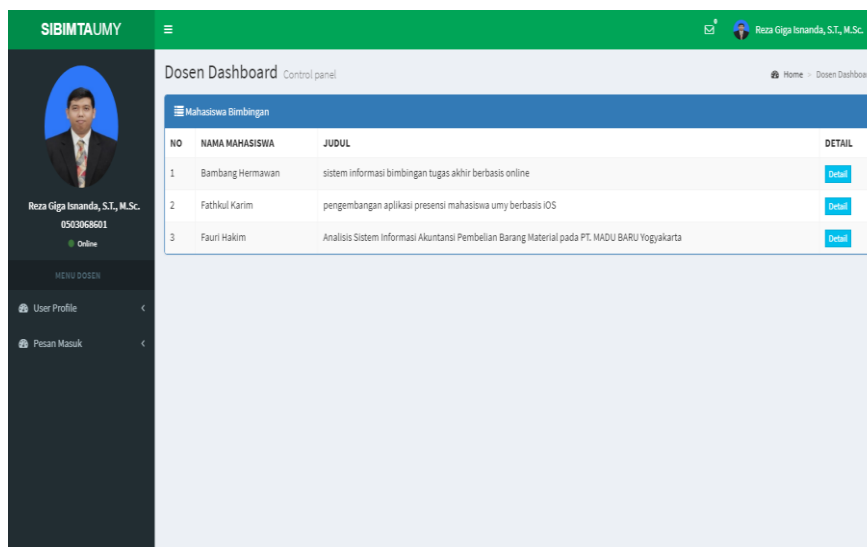 SIBIMTAUMY
0
Reza Giga Isnanda, S.T., M.Sc.
Dosen Dashboard Control panel
Home > Dosen Dashboa
Reza Giga Isnanda, S.T., M.Sc.
0503068601
Online
MENU DOSEN
User Profile
Pesan Masuk
Mahasiswa Bimbingan
NO NAMA MAHASISWA JUDUL DETAIL
1 Bambang Hermawan sistem informasi bimbingan tugas akhir berbasis online Detail
2 Fathkul Karim pengembangan aplikasi presensi mahasiswa umy berbasis iOS Detail
3 Fauri Hakim Analisis Sistem Informasi Akuntansi Pembelian Barang Material pada PT. MADU BARU Yogyakarta Detail